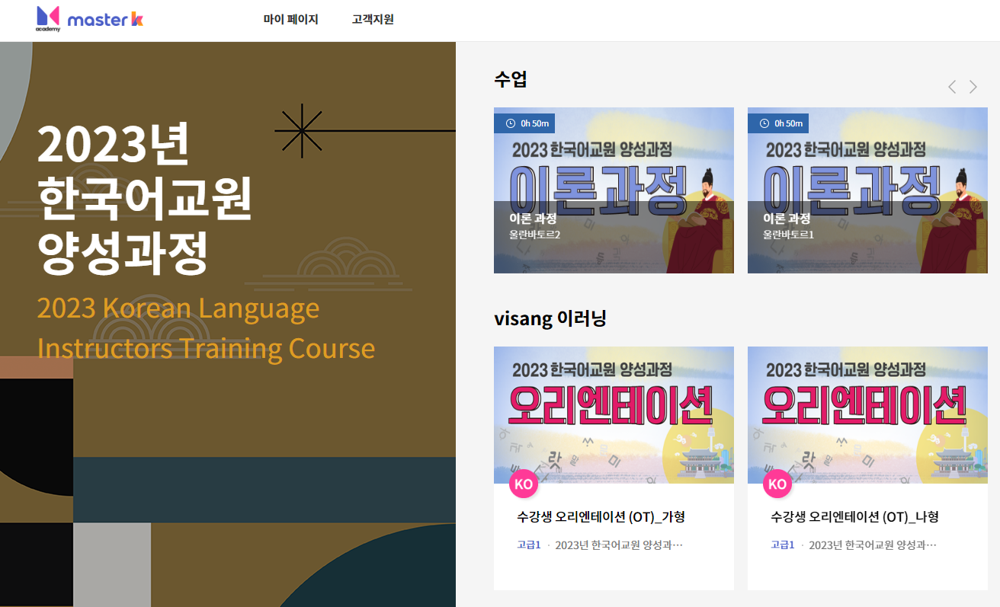 academy
master k
마이 페이지
고객지원
2023년
한국어교원
양성과정
2023 Korean Language
Instructors Training Course
수업
0h 50m
2023 한국어교원 양성과정
이론과정
이론 과정
울란바토르2
0h 50m
2023 한국어교원 양성과정
이론과정
이론 과정
울란바토르1
visang 이러닝
2023 한국어교원 양성과정
오리엔테이션
KO
수강생 오리엔테이션 (OT)_가형
고급1 · 2023년 한국어교원 양성과···
2023 한국어교원 양성과정
오리엔테이션
KO
수강생 오리엔테이션 (OT)_나형
고급1 · 2023년 한국어교원 양성과···